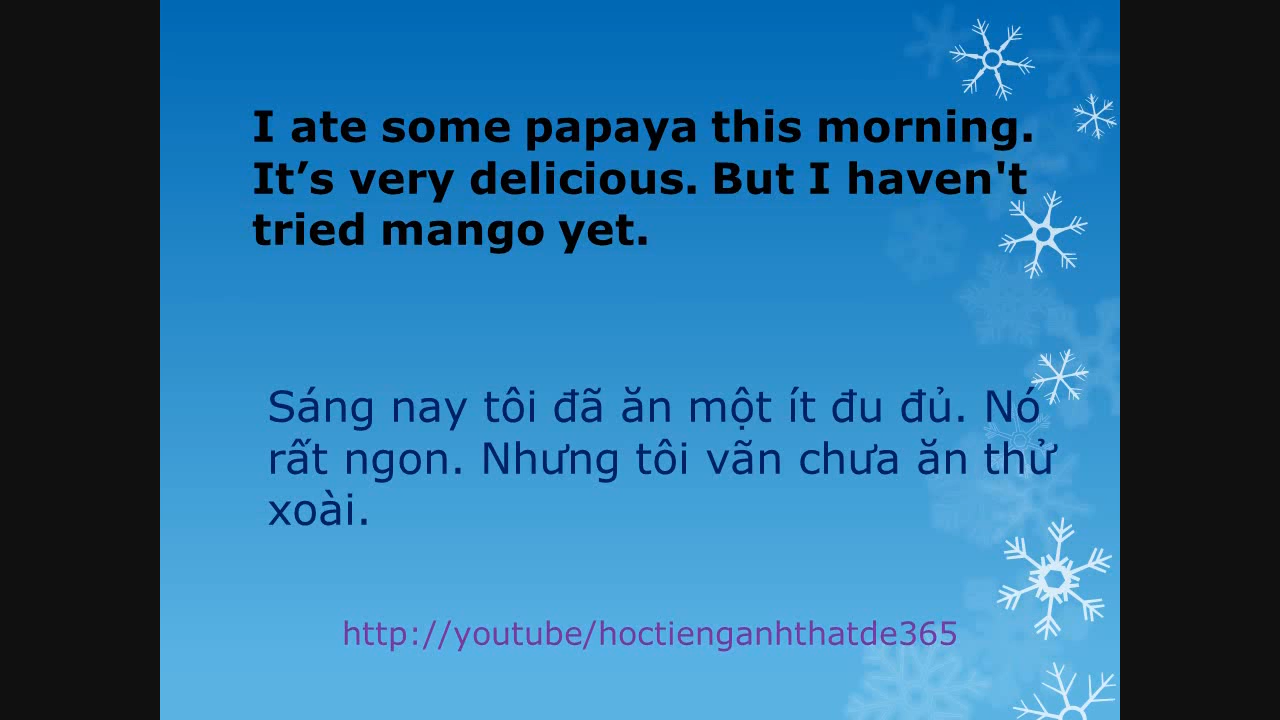 I ate some papaya this morning.
It’s very delicious. But I haven't
tried mango yet.
Sáng nay tôi đã ăn một ít đu đủ. Nó
rất ngon. Nhưng tôi vãn chưa ăn thử
xoài.
http://youtube/hoctienganhthatde365